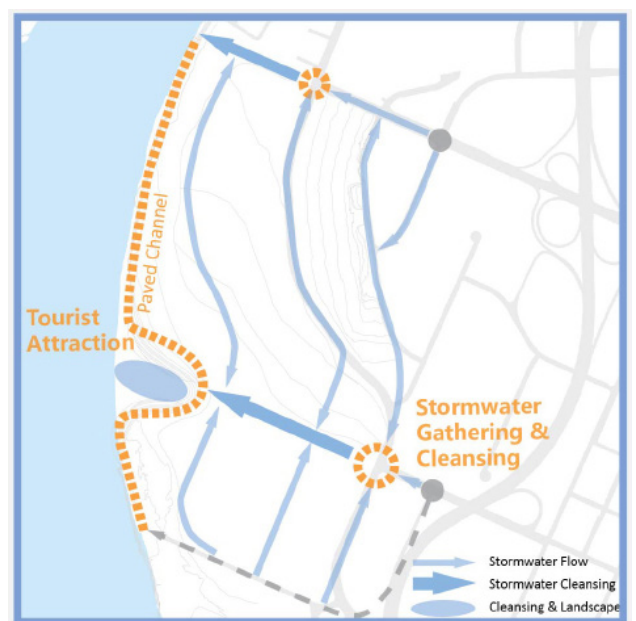 Paved Channel
Tourist
Attraction
Stormwater
Gathering &
Cleansing
Stormwater Flow
Stormwater Cleansing
Cleansing & Landscape